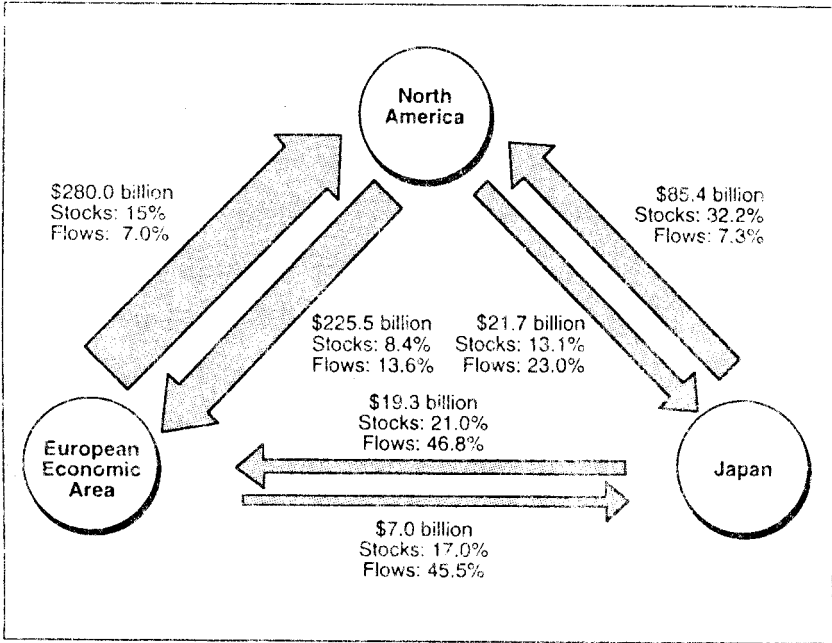 North
America
$280.0 billion
Stocks: 15%
Flows: 7.0%
$85.4 billion
Stocks: 32.2%
Flows: 7.3%
$225.5 billion
Stocks: 8.4%
Flows: 13.6%
$21.7 billion
Stocks: 13.1%
Flows: 23.0%
$19.3 billion
Stocks: 21.0%
Flows: 46.8%
European
Economic
Area
Japan
$7.0 billion
Stocks: 17.0%
Flows: 45.5%